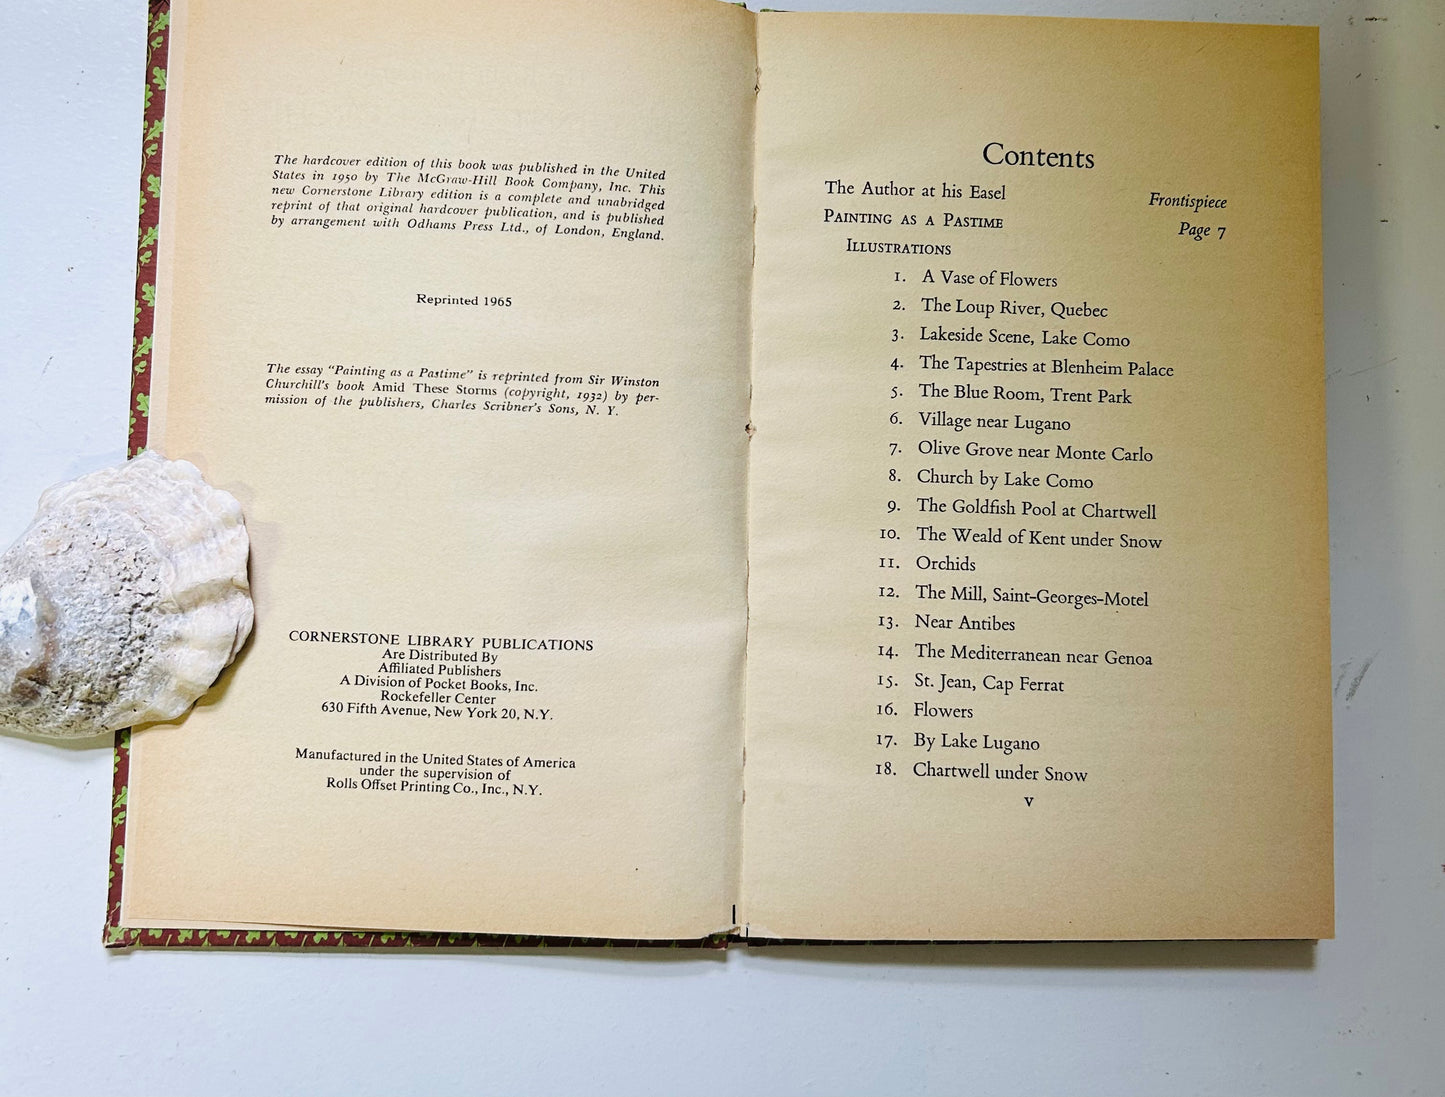 The hardcover edition of this book was published in the United
States in 1950 by The McGraw-Hill Book Company, Inc. This
new Cornerstone Library edition is a complete and unabridged
reprint of that original hardcover publication, and is published
by arrangement with Odhams Press Ltd., of London, England.
Reprinted 1965
The essay "Painting as a Pastime" is reprinted from Sir Winston
Churchill's book Amid These Storms (copyright, 1932) by per-
mission of the publishers, Charles Scribner's Sons, N. Y.
CORNERSTONE LIBRARY PUBLICATIONS
Are Distributed By
Affiliated Publishers
A Division of Pocket Books, Inc.
Rockefeller Center
630 Fifth Avenue, New York 20, N.Y.
Manufactured in the United States of America
under the supervision of
Rolls Offset Printing Co., Inc., N.Y.
Contents
The Author at his Easel Frontispiece
PAINTING AS A PASTIME Page 7
ILLUSTRATIONS
1. A Vase of Flowers
2. The Loup River, Quebec
3. Lakeside Scene, Lake Como
4. The Tapestries at Blenheim Palace
5. The Blue Room, Trent Park
6. Village near Lugano
7. Olive Grove near Monte Carlo
8. Church by Lake Como
9. The Goldfish Pool at Chartwell
10. The Weald of Kent under Snow
11. Orchids
12. The Mill, Saint-Georges-Motel
13. Near Antibes
14. The Mediterranean near Genoa
15. St. Jean, Cap Ferrat
16. Flowers
17. By Lake Lugano
18. Chartwell under Snow
v